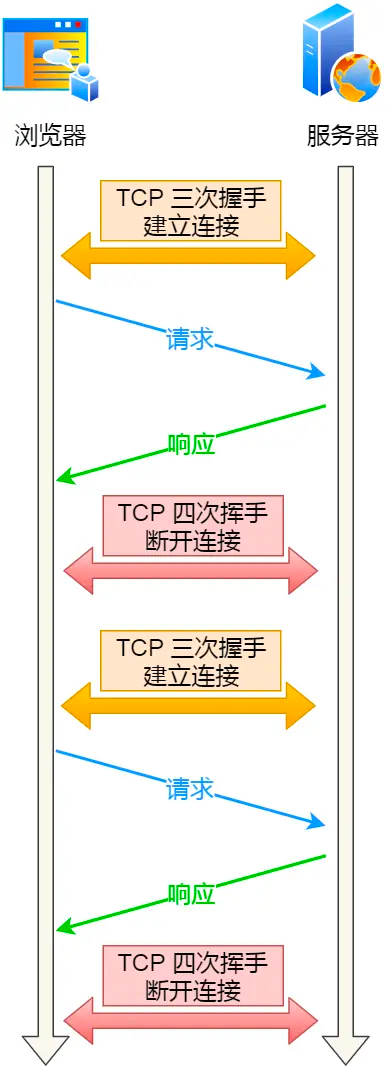 浏览器
服务器
TCP 三次握手
建立连接
请求
响应
TCP 四次挥手
断开连接
TCP 三次握手
建立连接
请求
响应
TCP 四次挥手
断开连接